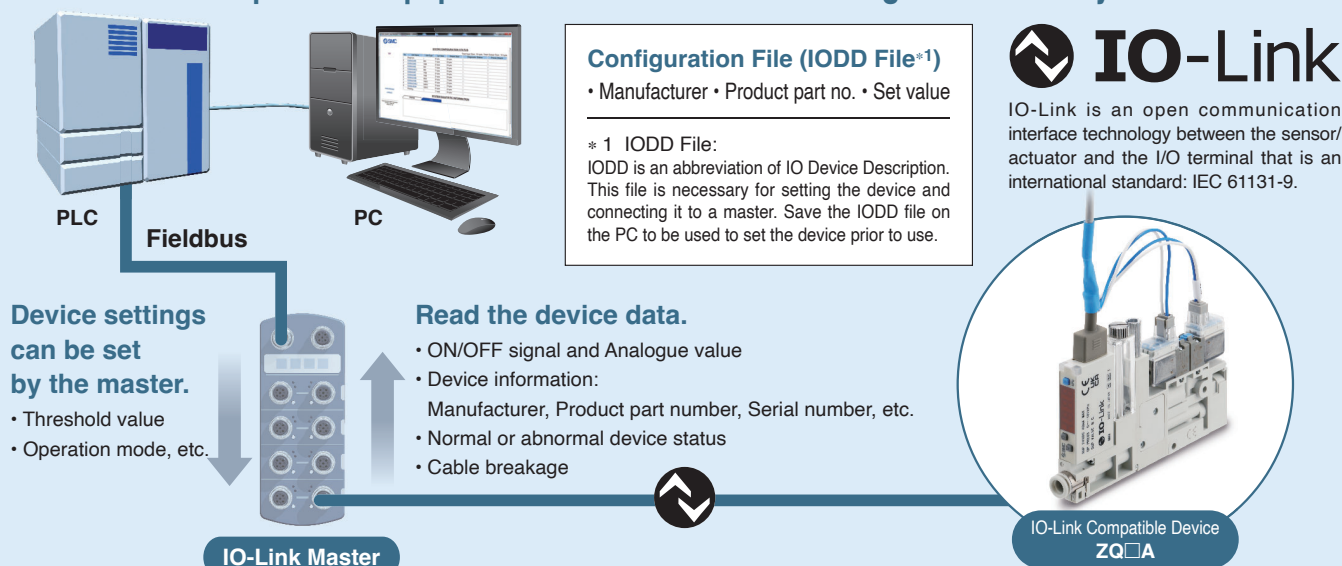 Configuration File (IODD File*1)
• Manufacturer • Product part no. • Set value
* 1 IODD File:
IODD is an abbreviation of IO Device Description.
This file is necessary for setting the device and
connecting it to a master. Save the IODD file on
the PC to be used to set the device prior to use.
IO-Link
IO-Link is an open communication
interface technology between the sensor/
actuator and the I/O terminal that is an
international standard: IEC 61131-9.
PLC
PC
Fieldbus
Device settings
can be set
by the master.
• Threshold value
• Operation mode, etc.
Read the device data.
• ON/OFF signal and Analogue value
• Device information:
Manufacturer, Product part number, Serial number, etc.
• Normal or abnormal device status
• Cable breakage
IO-Link Master
IO-Link
IO-Link Compatible Device
ZQ□A